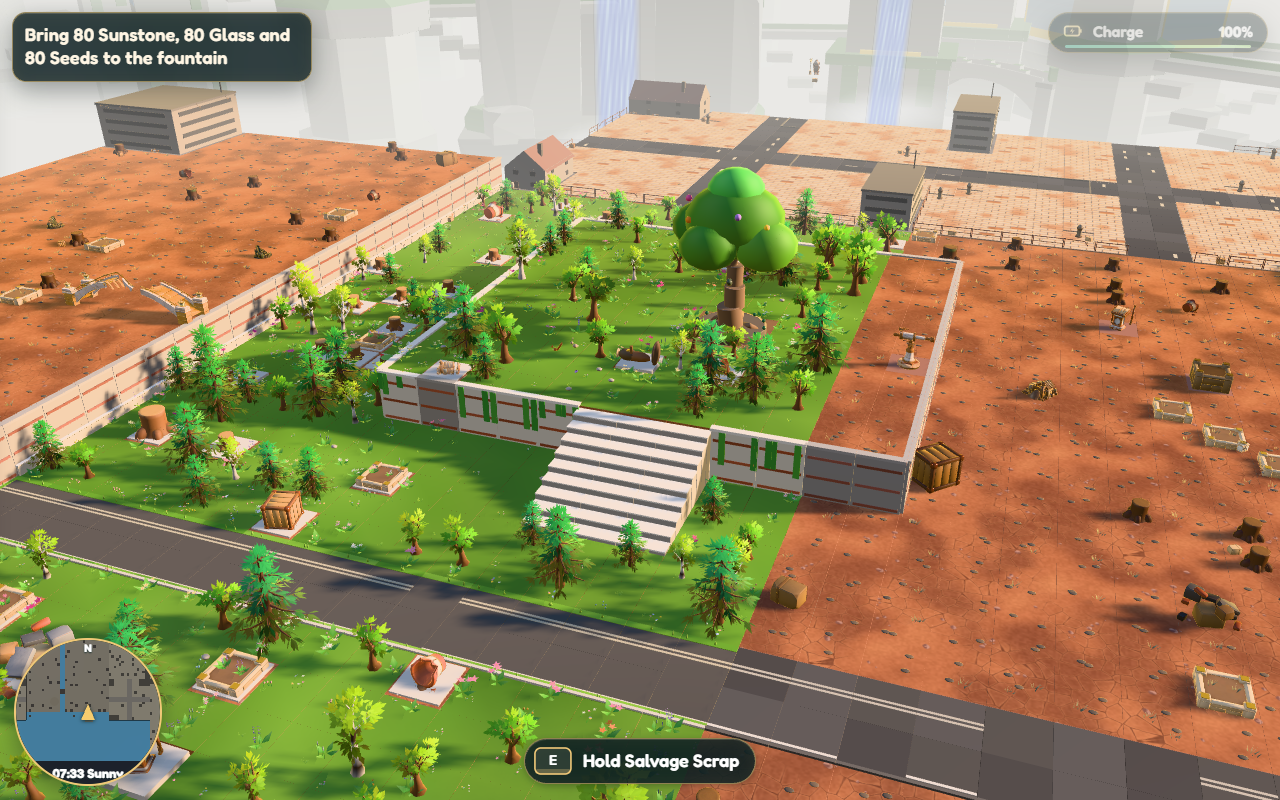 Bring 80 Sunstone, 80 Glass and
80 Seeds to the fountain
Charge 100%
N
07:33 Sunny
E Hold Salvage Scrap